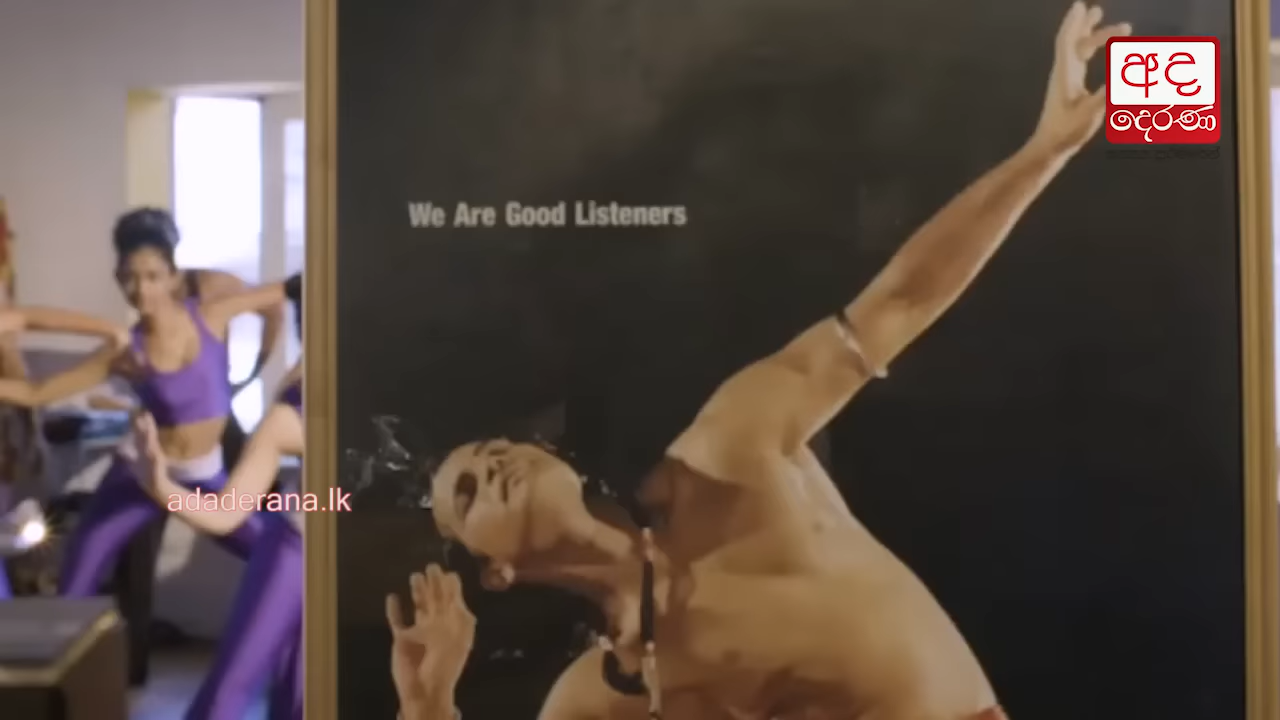 අද
දෙරණ
We Are Good Listeners
adaderana.lk